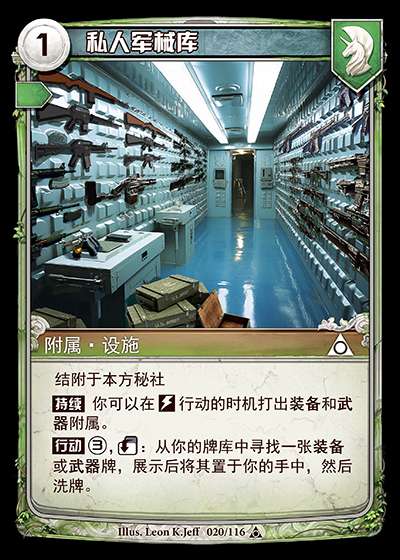 1 私人军械库
附属·设施
结附于本方秘社
持续 你可以在行动的时机打出装备和武
器附属。
行动 ③,：从你的牌库中寻找一张装备
或武器牌，展示后将其置于你的手中，然后
洗牌。
Illus. Leon K.Jeff 020/116